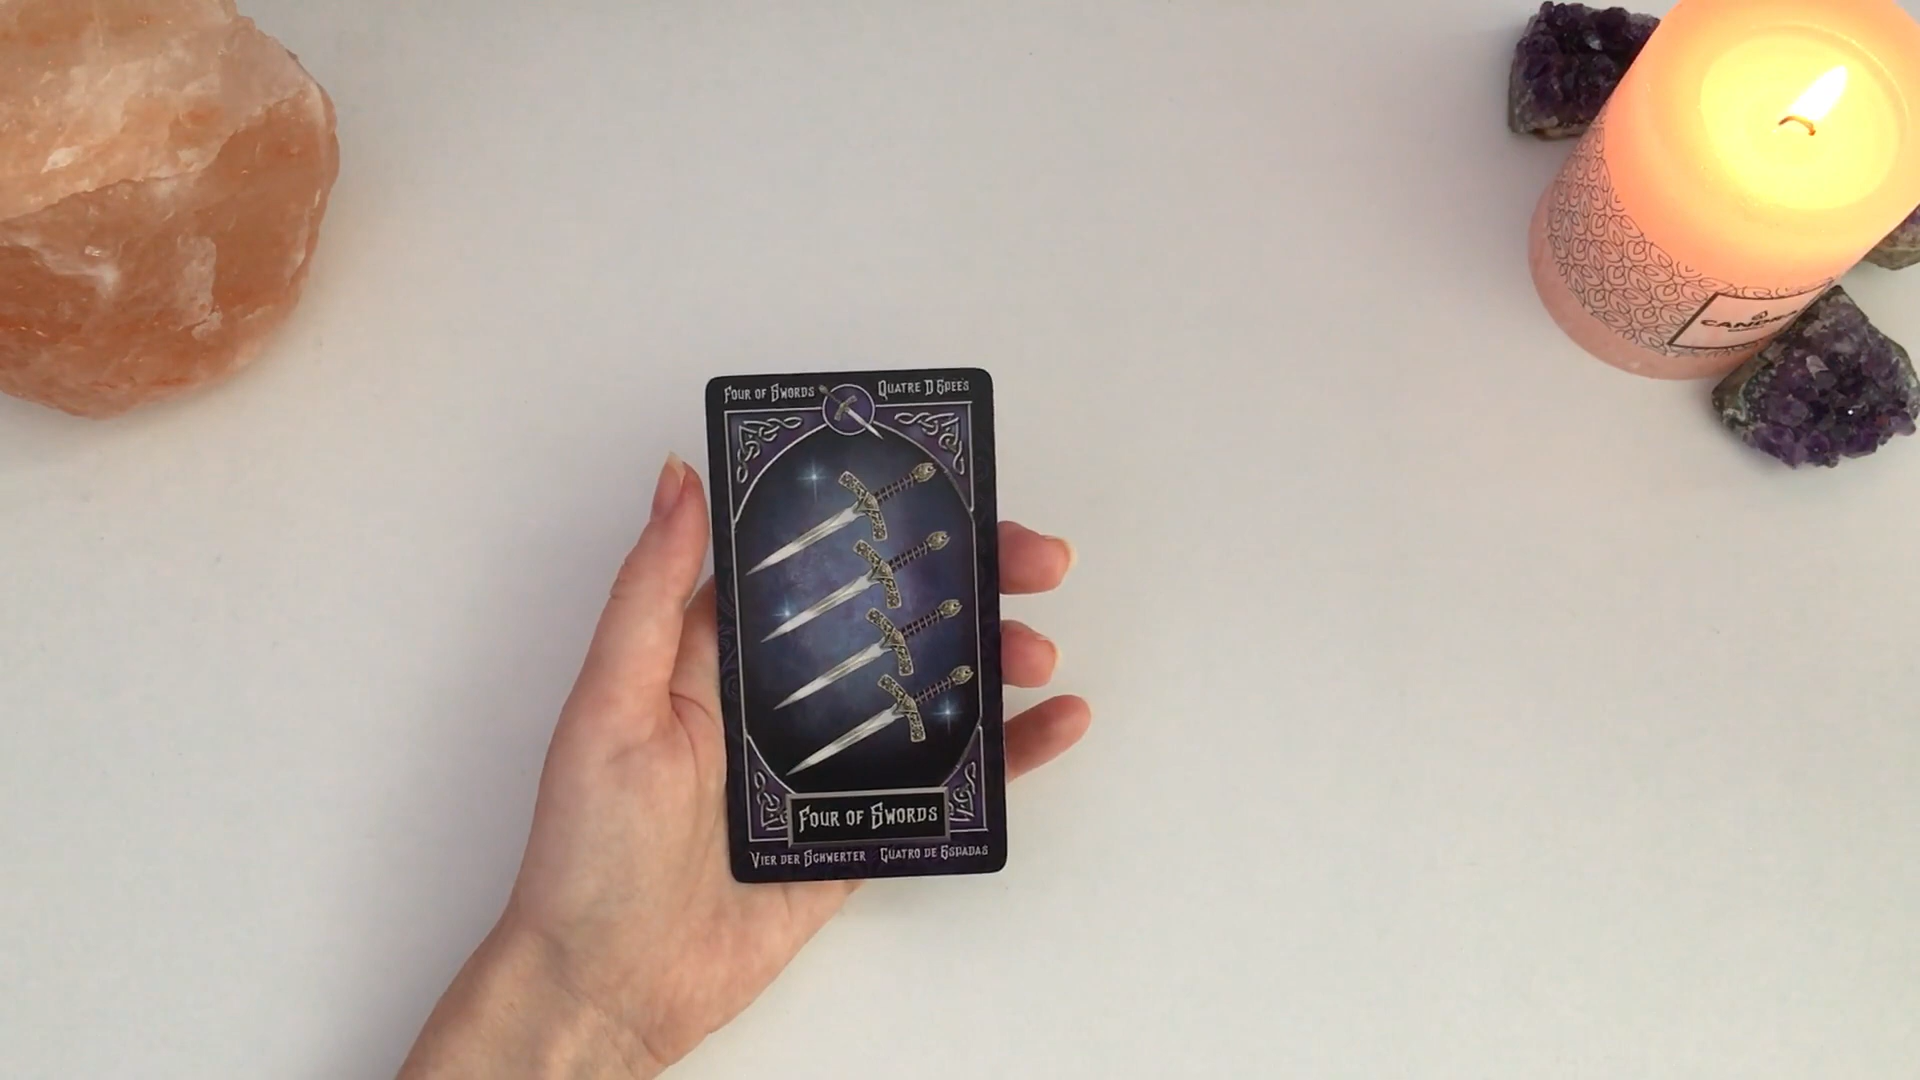 FOUR OF SWORDS
QUATRE D EPEES
FOUR OF SWORDS
VIER DER SCHWERTER
CUATRO DE ESPADAS